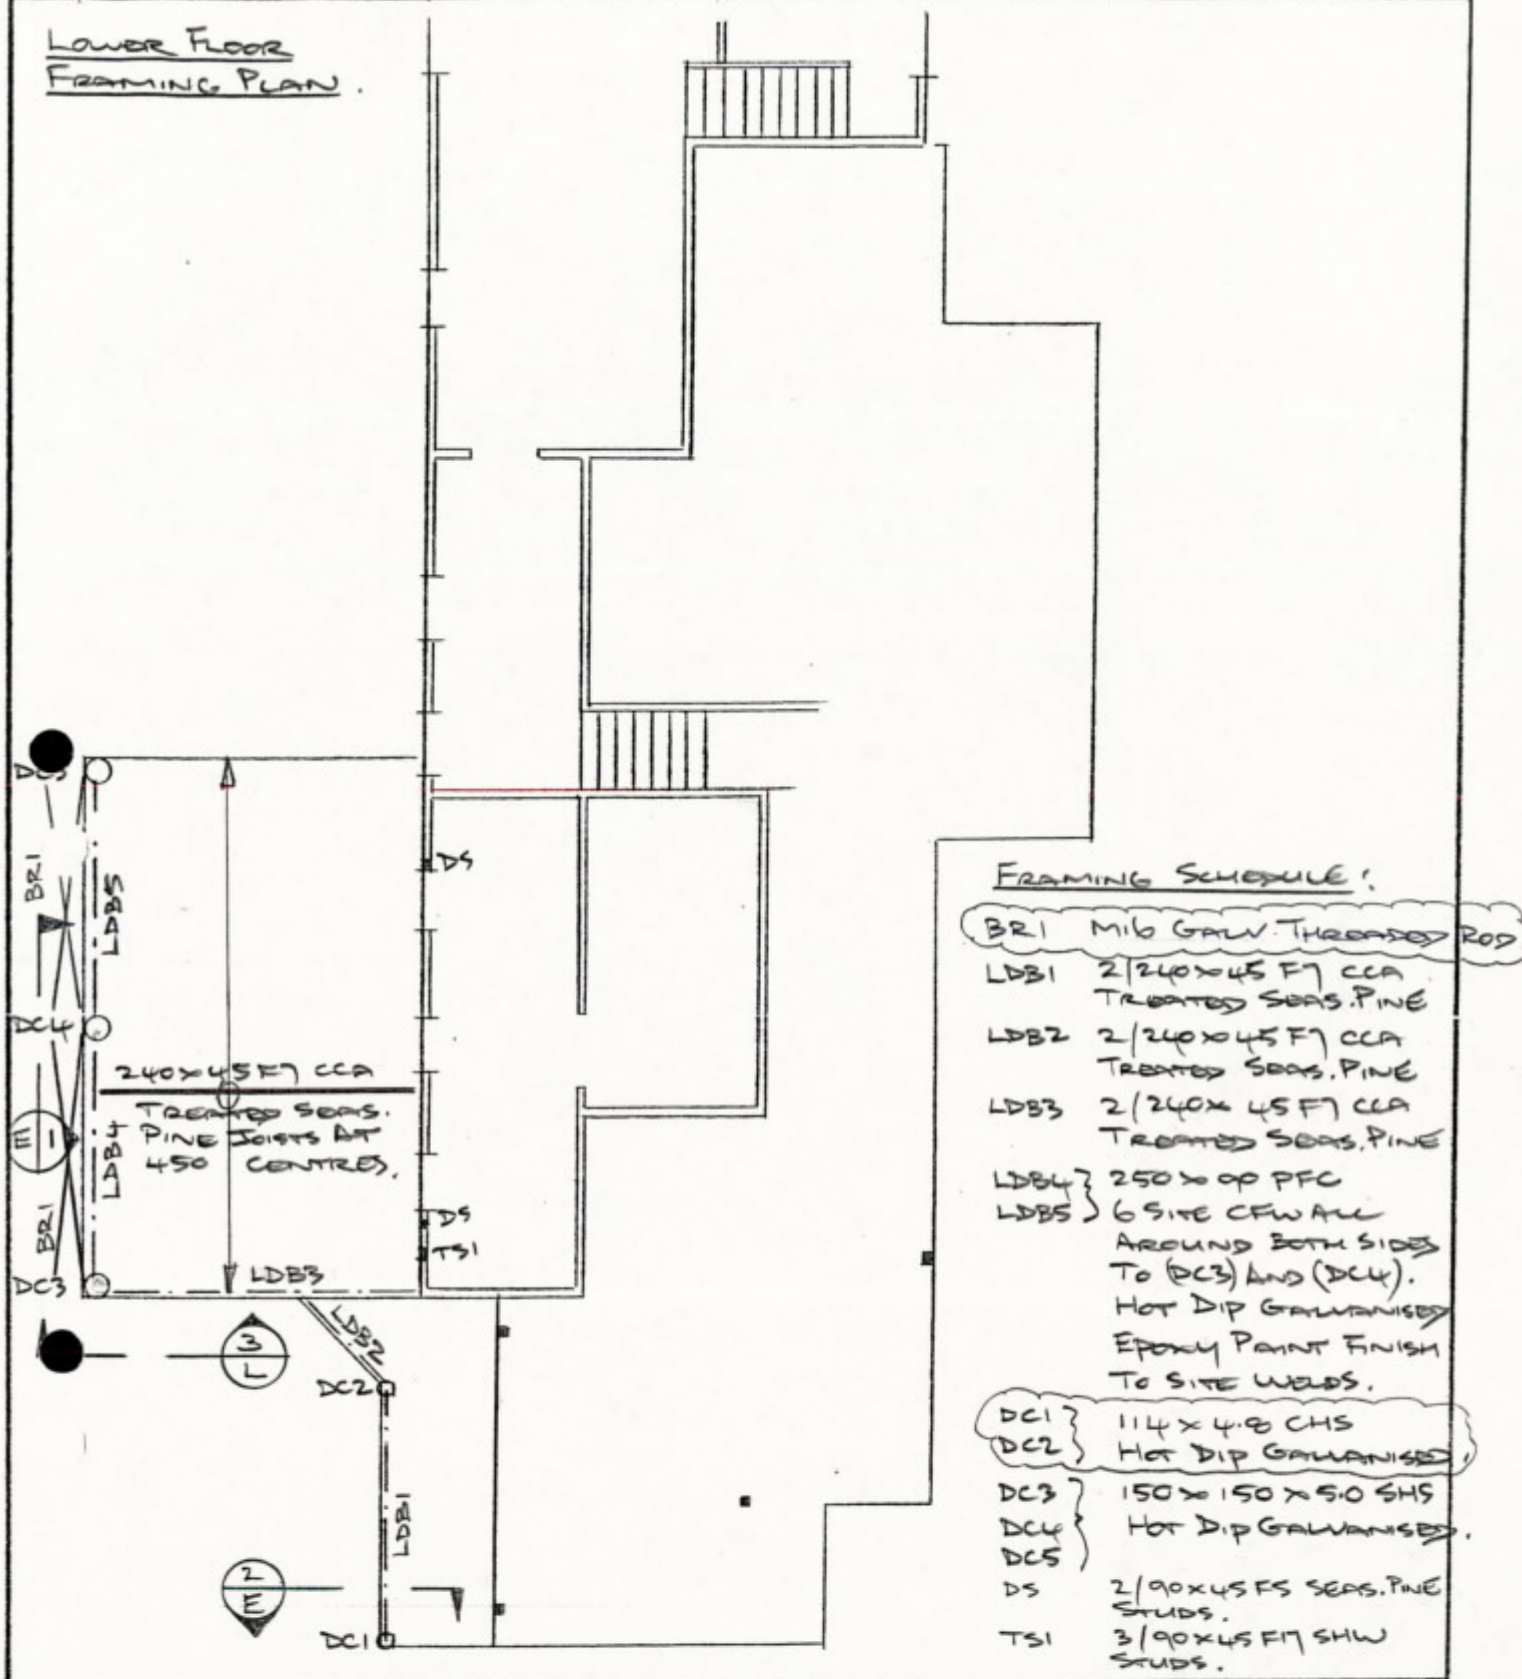 LOWER FLOOR
FRAMING PLAN.
DS
BR1
LDB5
DC4
240x45 F7 CCA
TREATED SEAS.
PINE JOISTS AT
450 CENTRES.
E
1
LDB4
BR1
DS
TS1
DC3
LDB3
3
L
LDB2
DC2
LDB1
2
E
DC1
FRAMING SCHEDULE:
BR1 M16 GALV. THREADED ROD
LDB1 2/240x45 F7 CCA
TREATED SEAS. PINE
LDB2 2/240x45 F7 CCA
TREATED SEAS. PINE
LDB3 2/240x 45 F7 CCA
TREATED SEAS. PINE
LDB4 } 250x90 PFC
LDB5 } 6 SITE CFW ALL
AROUND BOTH SIDES
TO (DC3) AND (DC4).
HOT DIP GALVANISED
EPOXY PAINT FINISH
TO SITE WELDS.
DC1 } 114x4.8 CHS
DC2 } HOT DIP GALVANISED.
DC3 } 150x150x5.0 SHS
DC4 } HOT DIP GALVANISED.
DC5 }
DS 2/90x45 F5 SEAS. PINE
STUDS.
TS1 3/90x45 F17 SHW
STUDS.